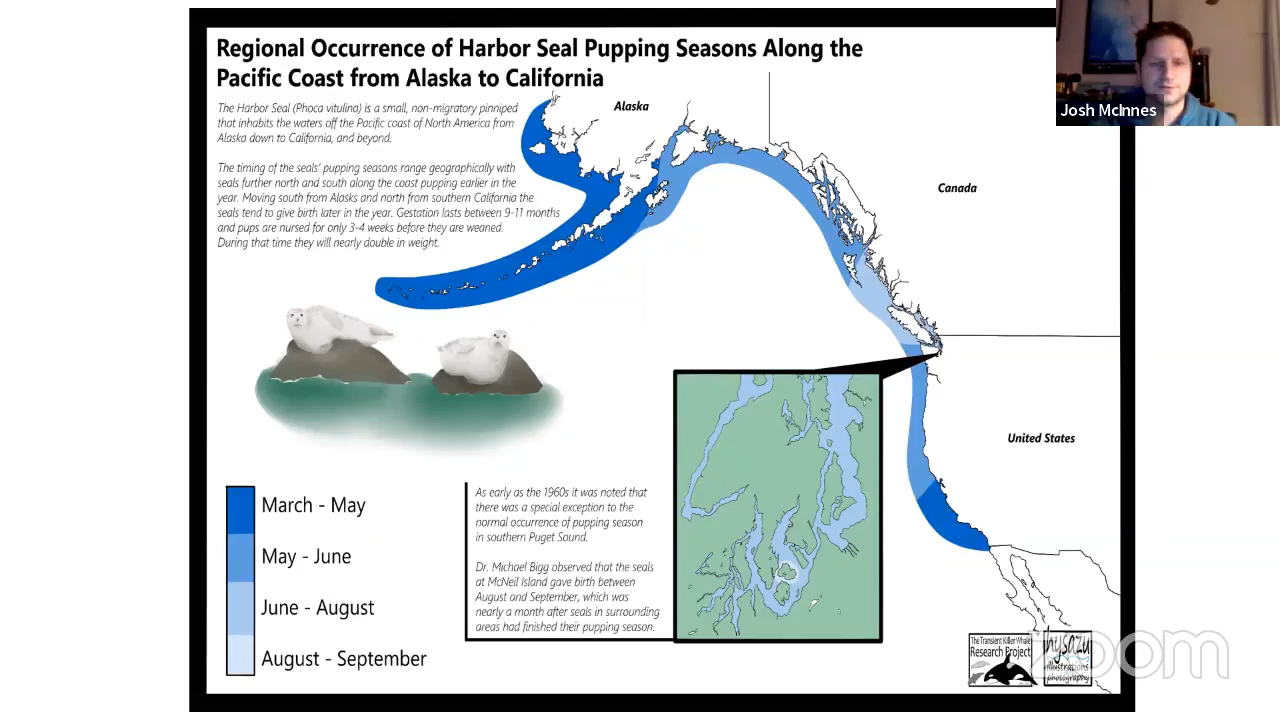 Regional Occurrence of Harbor Seal Pupping Seasons Along the
Pacific Coast from Alaska to California
The Harbor Seal (Phoca vitulina) is a small, non-migratory pinniped
that inhabits the waters off the Pacific coast of North America from
Alaska down to California, and beyond.
The timing of the seals' pupping seasons range geographically with
seals further north and south along the coast pupping earlier in the
year. Moving south from Alaska and north from southern California the
seals tend to give birth later in the year. Gestation lasts between 9-11 months
and pups are nursed for only 3-4 weeks before they are weaned.
During that time they will nearly double in weight.
Alaska
Canada
United States
Josh McInnes
March - May
May - June
June - August
August - September
As early as the 1960s it was noted that
there was a special exception to the
normal occurrence of pupping season
in southern Puget Sound.
Dr. Michael Bigg observed that the seals
at McNeil Island gave birth between
August and September, which was
nearly a month after seals in surrounding
areas had finished their pupping season.
The Transient Killer Whale
Research Project
nysazu
illustrations
photography
zoom